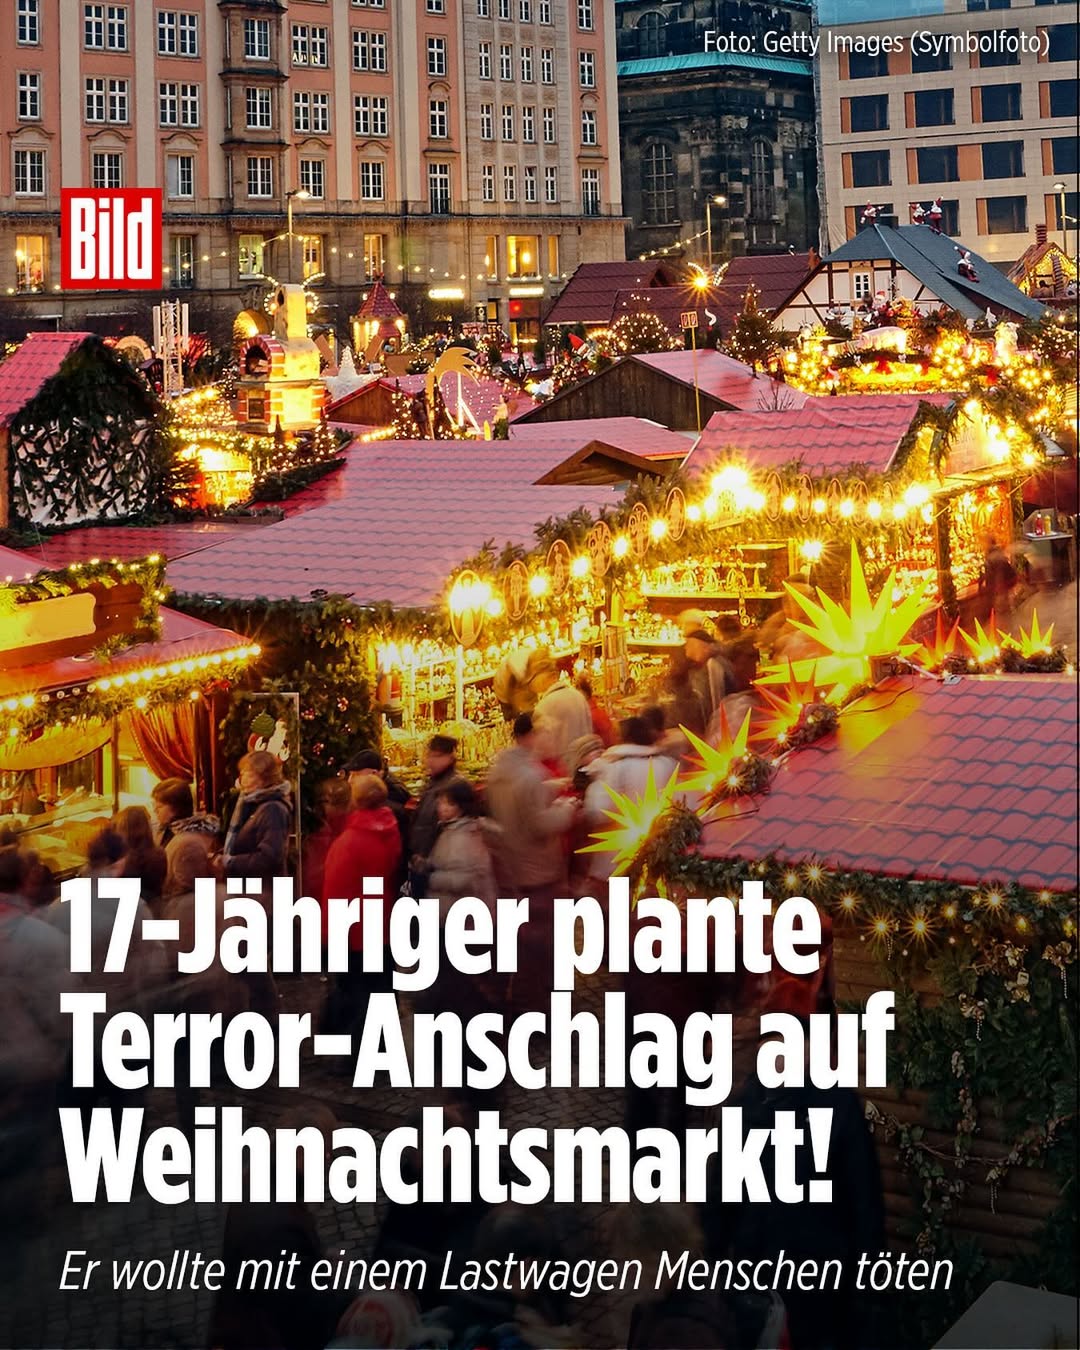 Foto: Getty Images (Symbolfoto)
Bild
17-Jähriger plante
Terror-Anschlag auf
Weihnachtsmarkt!
Er wollte mit einem Lastwagen Menschen töten